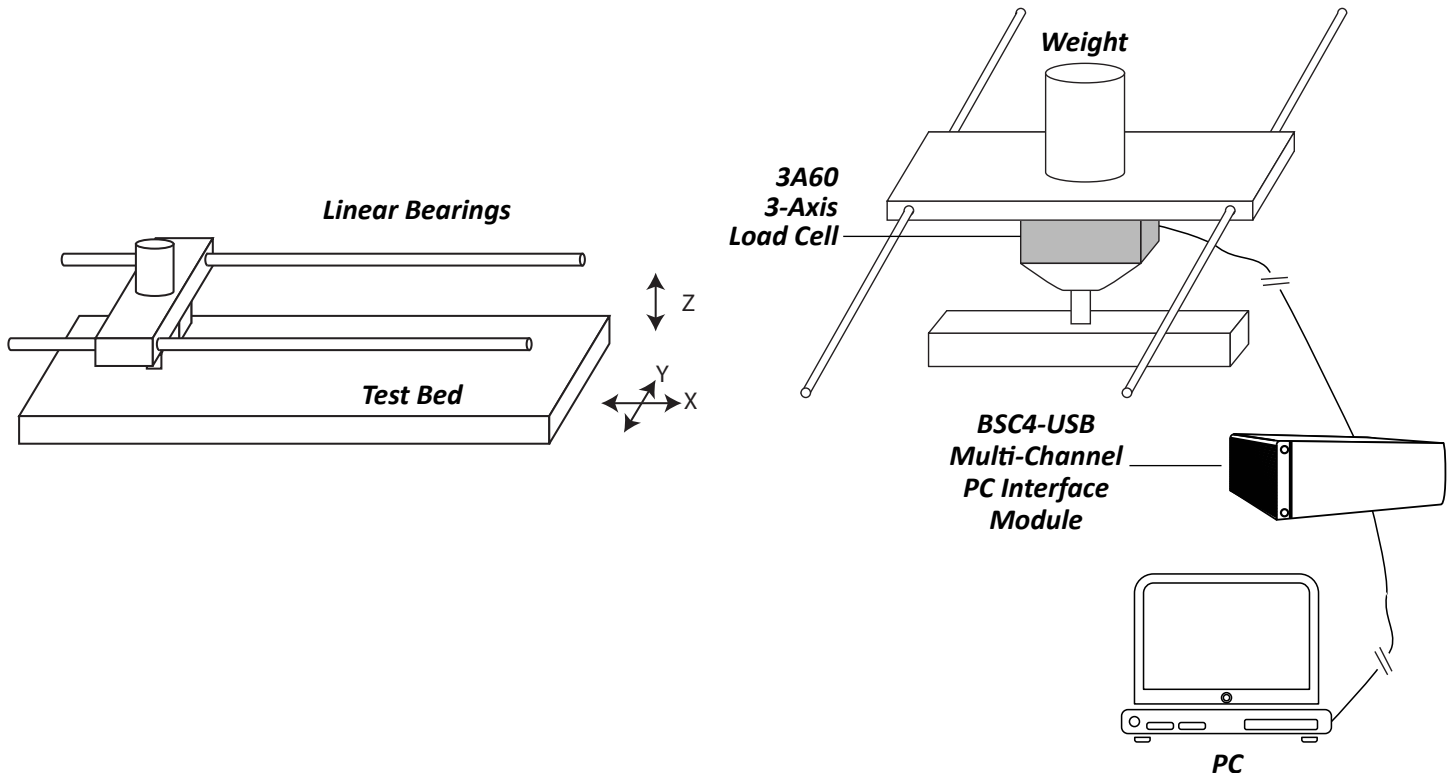 Linear Bearings
Z
Y
X
Test Bed
Weight
3A60
3-Axis
Load Cell
BSC4-USB
Multi-Channel
PC Interface
Module
PC